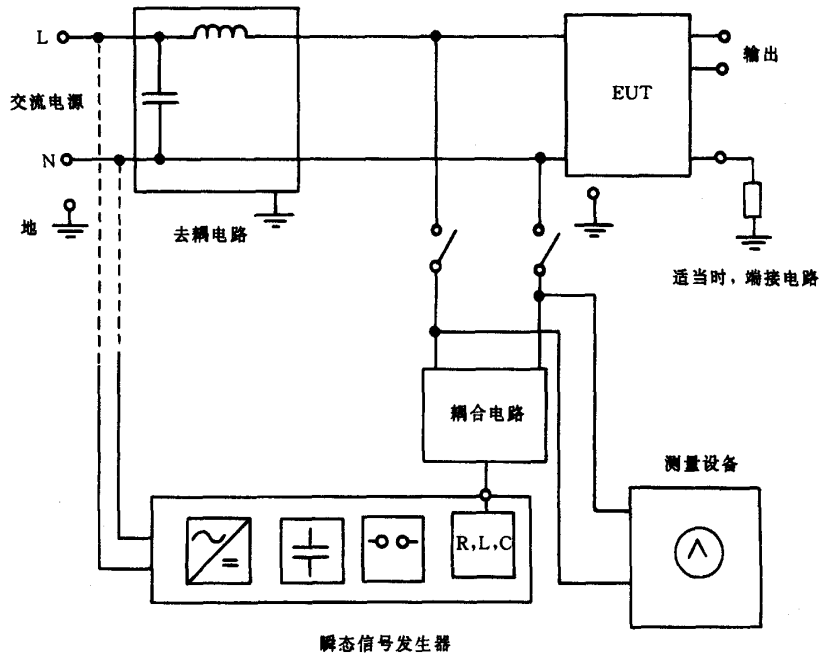 L
输出
EUT
交流电源
N
地
去耦电路
适当时，端接电路
耦合电路
测量设备
R,L,C
瞬态信号发生器